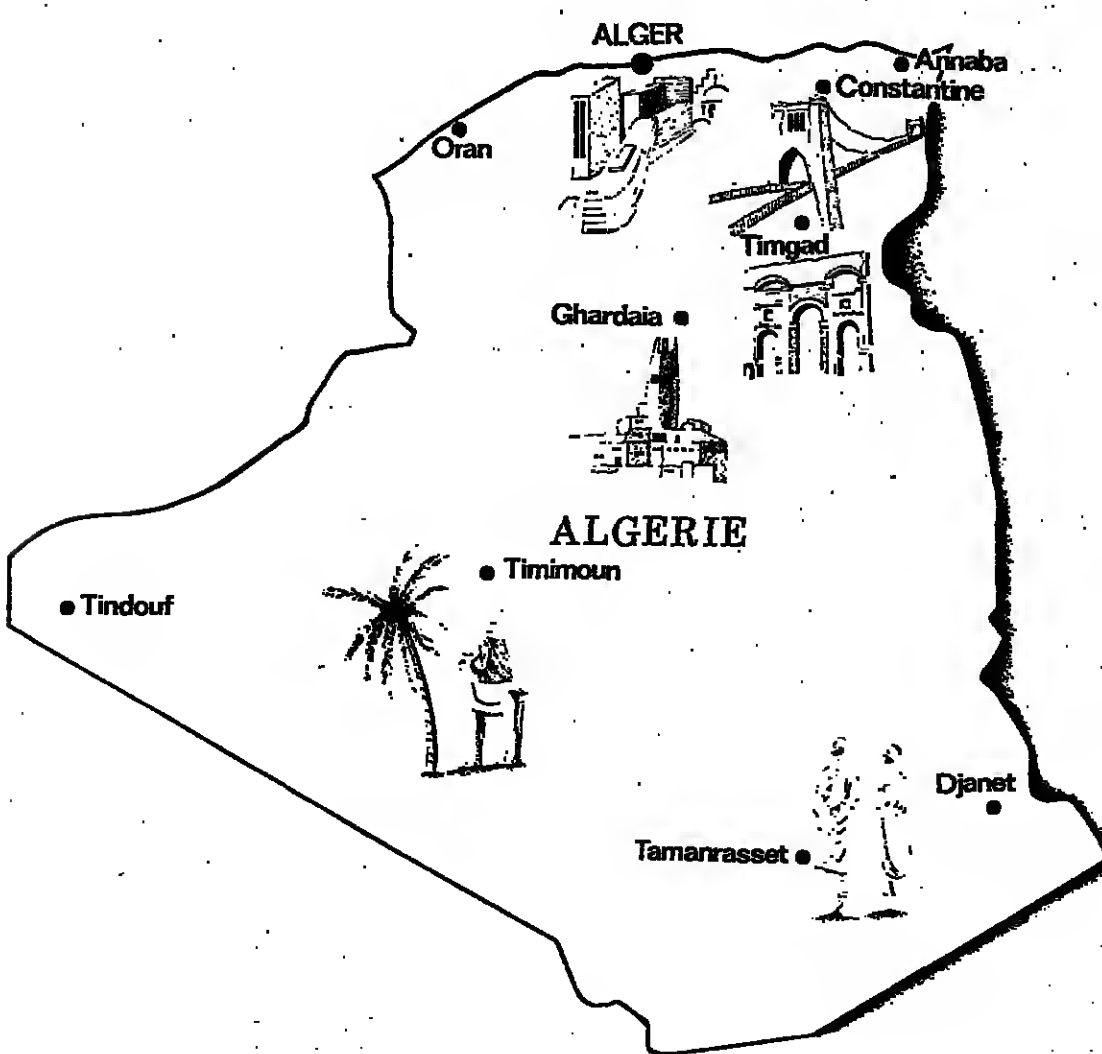 ALGER
Annaba
Constantine
Oran
Timgad
Ghardaia
ALGERIE
Timimoun
Tindouf
Djanet
Tamanrasset